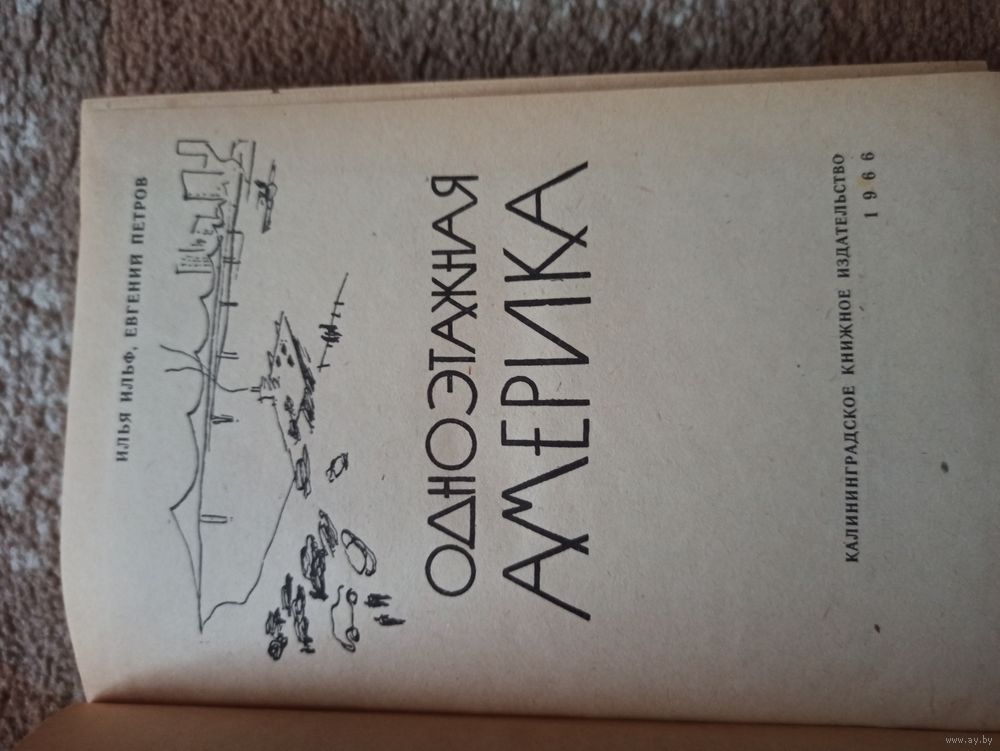 ИЛЬЯ ИЛЬФ, ЕВГЕНИЙ ПЕТРОВ
ОДНОЭТАЖНАЯ
АМЕРИКА
КАЛИНИНГРАДСКОЕ КНИЖНОЕ ИЗДАТЕЛЬСТВО
1966
© www.ay.by